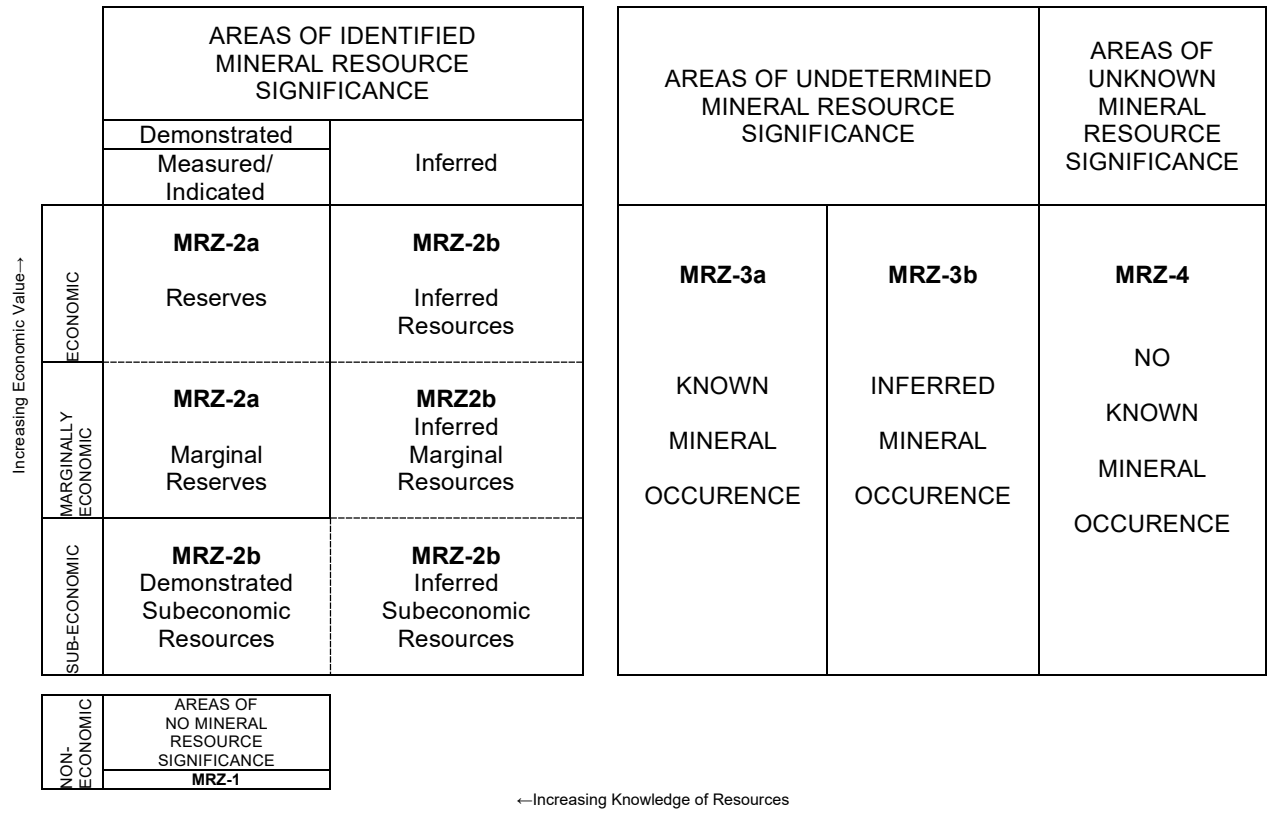 AREAS OF IDENTIFIED
MINERAL RESOURCE
SIGNIFICANCE
AREAS OF UNDETERMINED
MINERAL RESOURCE
SIGNIFICANCE
AREAS OF
UNKNOWN
MINERAL
RESOURCE
SIGNIFICANCE
Demonstrated
Measured/
Indicated
Inferred
Increasing Economic Value→
ECONOMIC
MRZ-2a
Reserves
MRZ-2b
Inferred
Resources
MARGINALLY
ECONOMIC
MRZ-2a
Marginal
Reserves
MRZ2b
Inferred
Marginal
Resources
SUB-ECONOMIC
MRZ-2b
Demonstrated
Subeconomic
Resources
MRZ-2b
Inferred
Subeconomic
Resources
MRZ-3a
KNOWN
MINERAL
OCCURENCE
MRZ-3b
INFERRED
MINERAL
OCCURENCE
MRZ-4
NO
KNOWN
MINERAL
OCCURENCE
NON-
ECONOMIC
AREAS OF
NO MINERAL
RESOURCE
SIGNIFICANCE
MRZ-1
←Increasing Knowledge of Resources